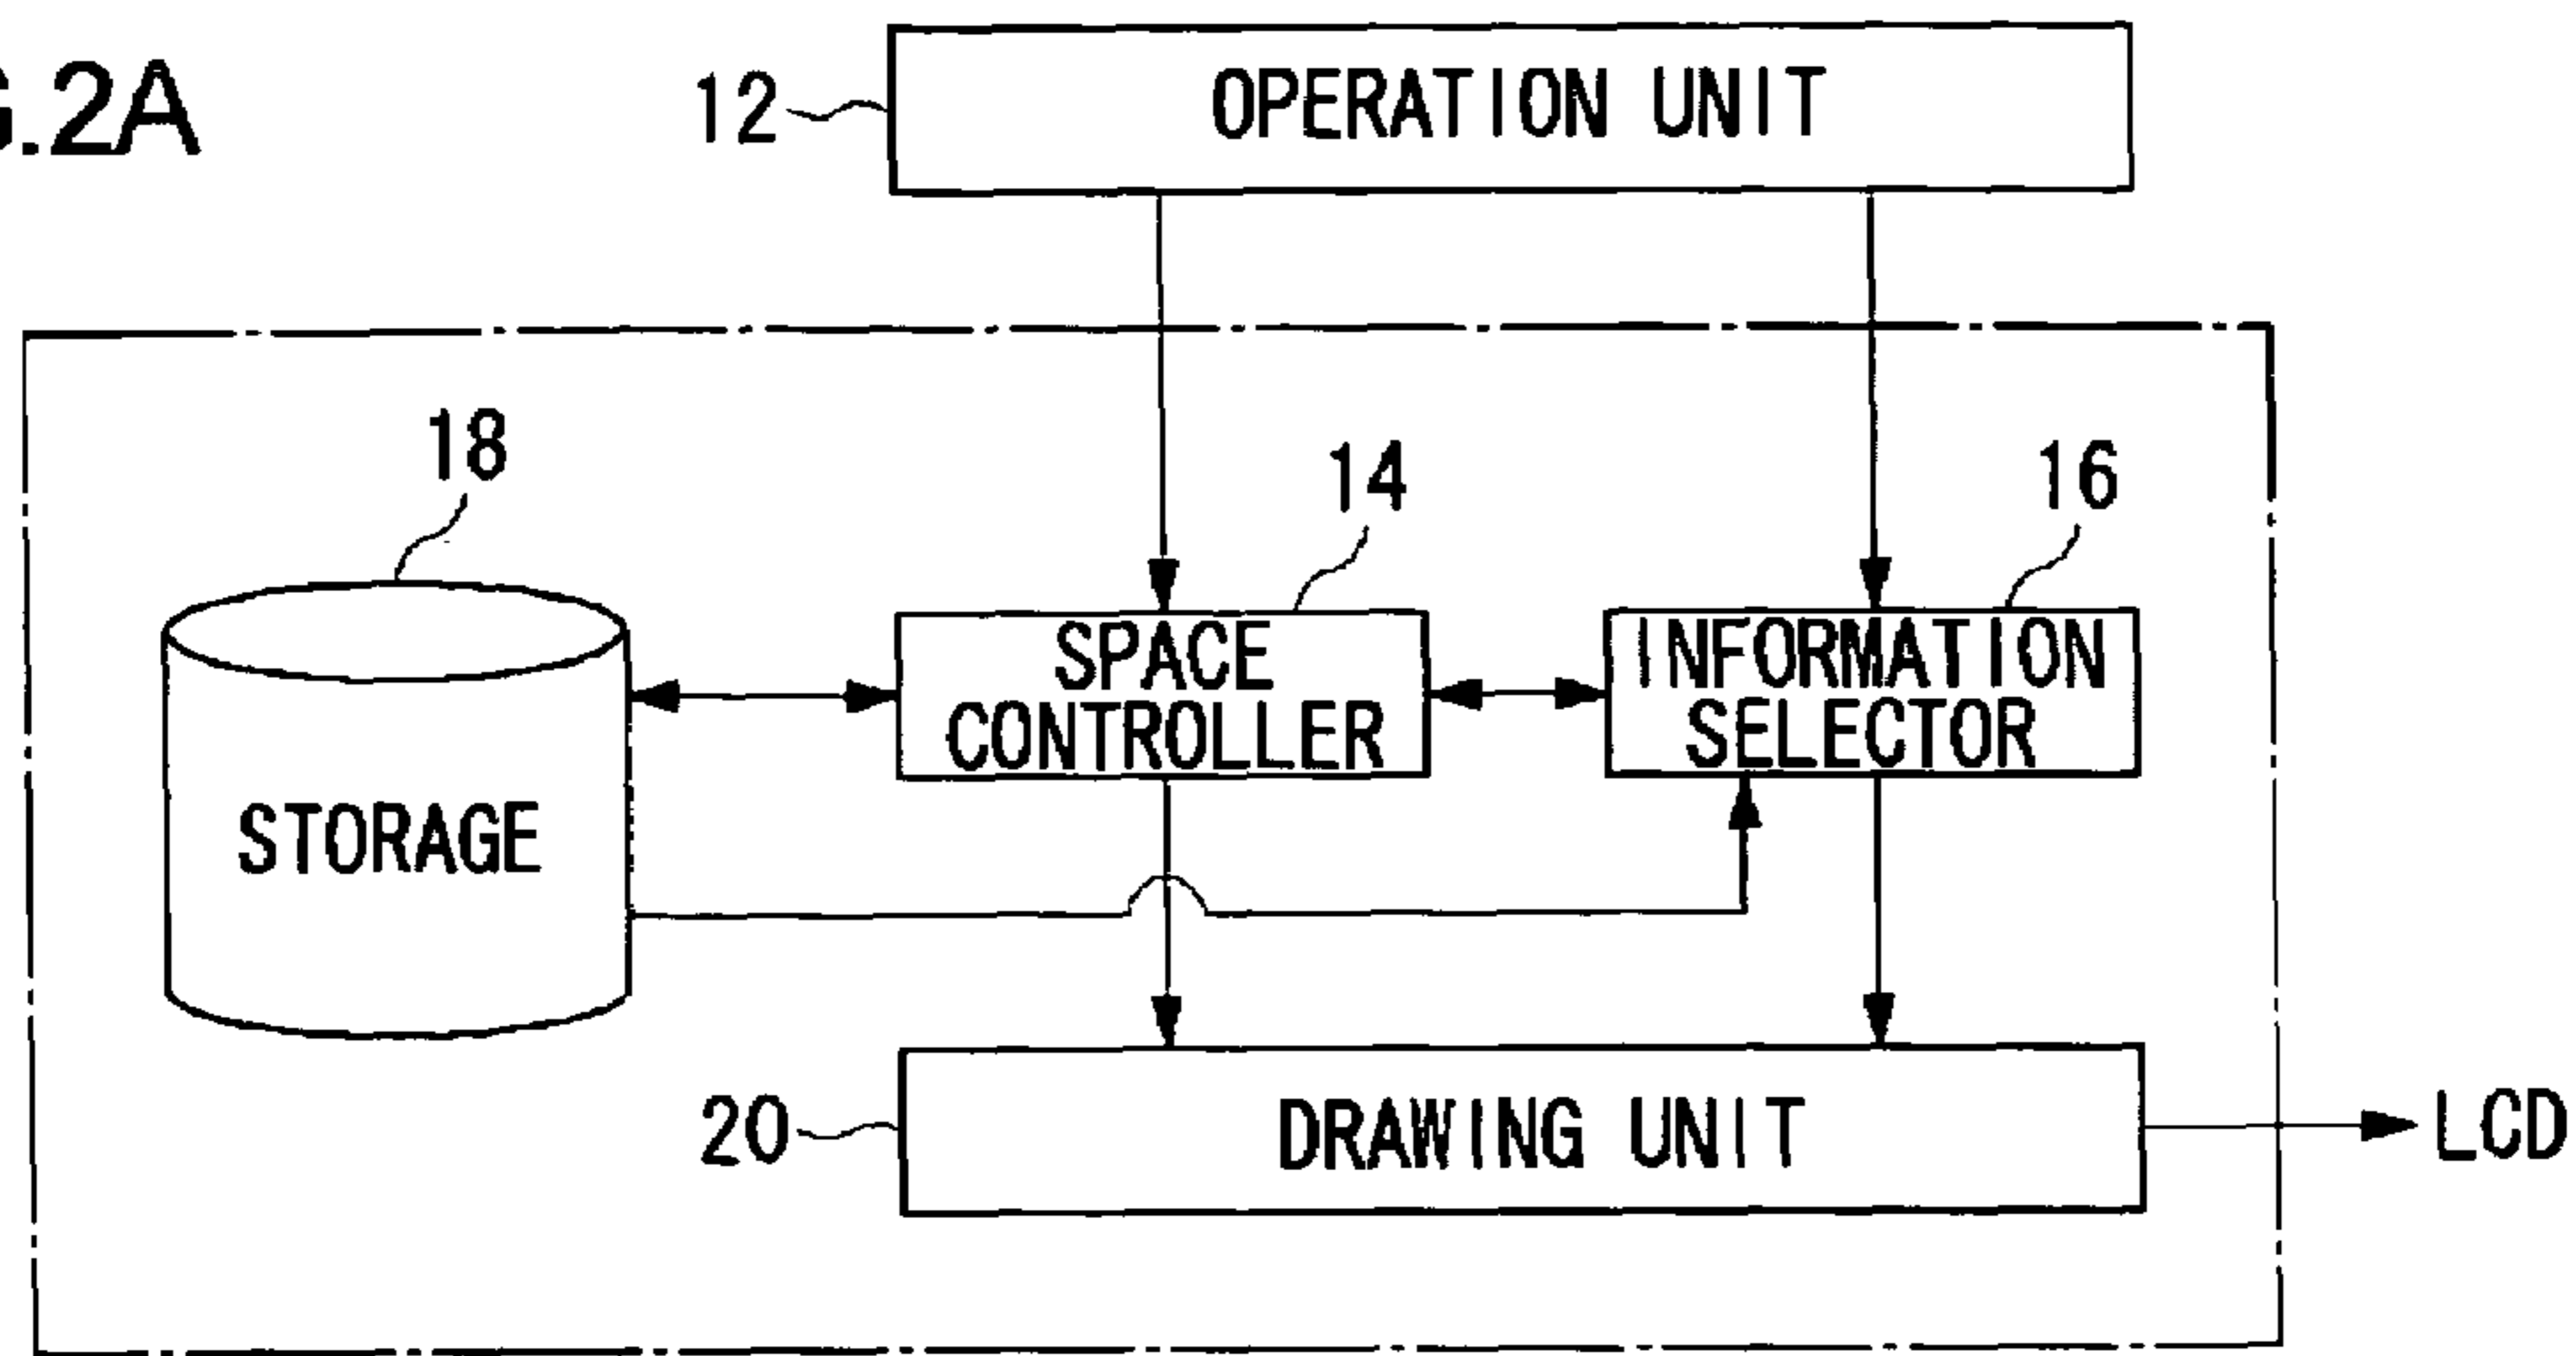 G.2A
12
OPERATION UNIT
18
14
16
SPACE
CONTROLLER
INFORMATION
SELECTOR
STORAGE
20
DRAWING UNIT
LCD